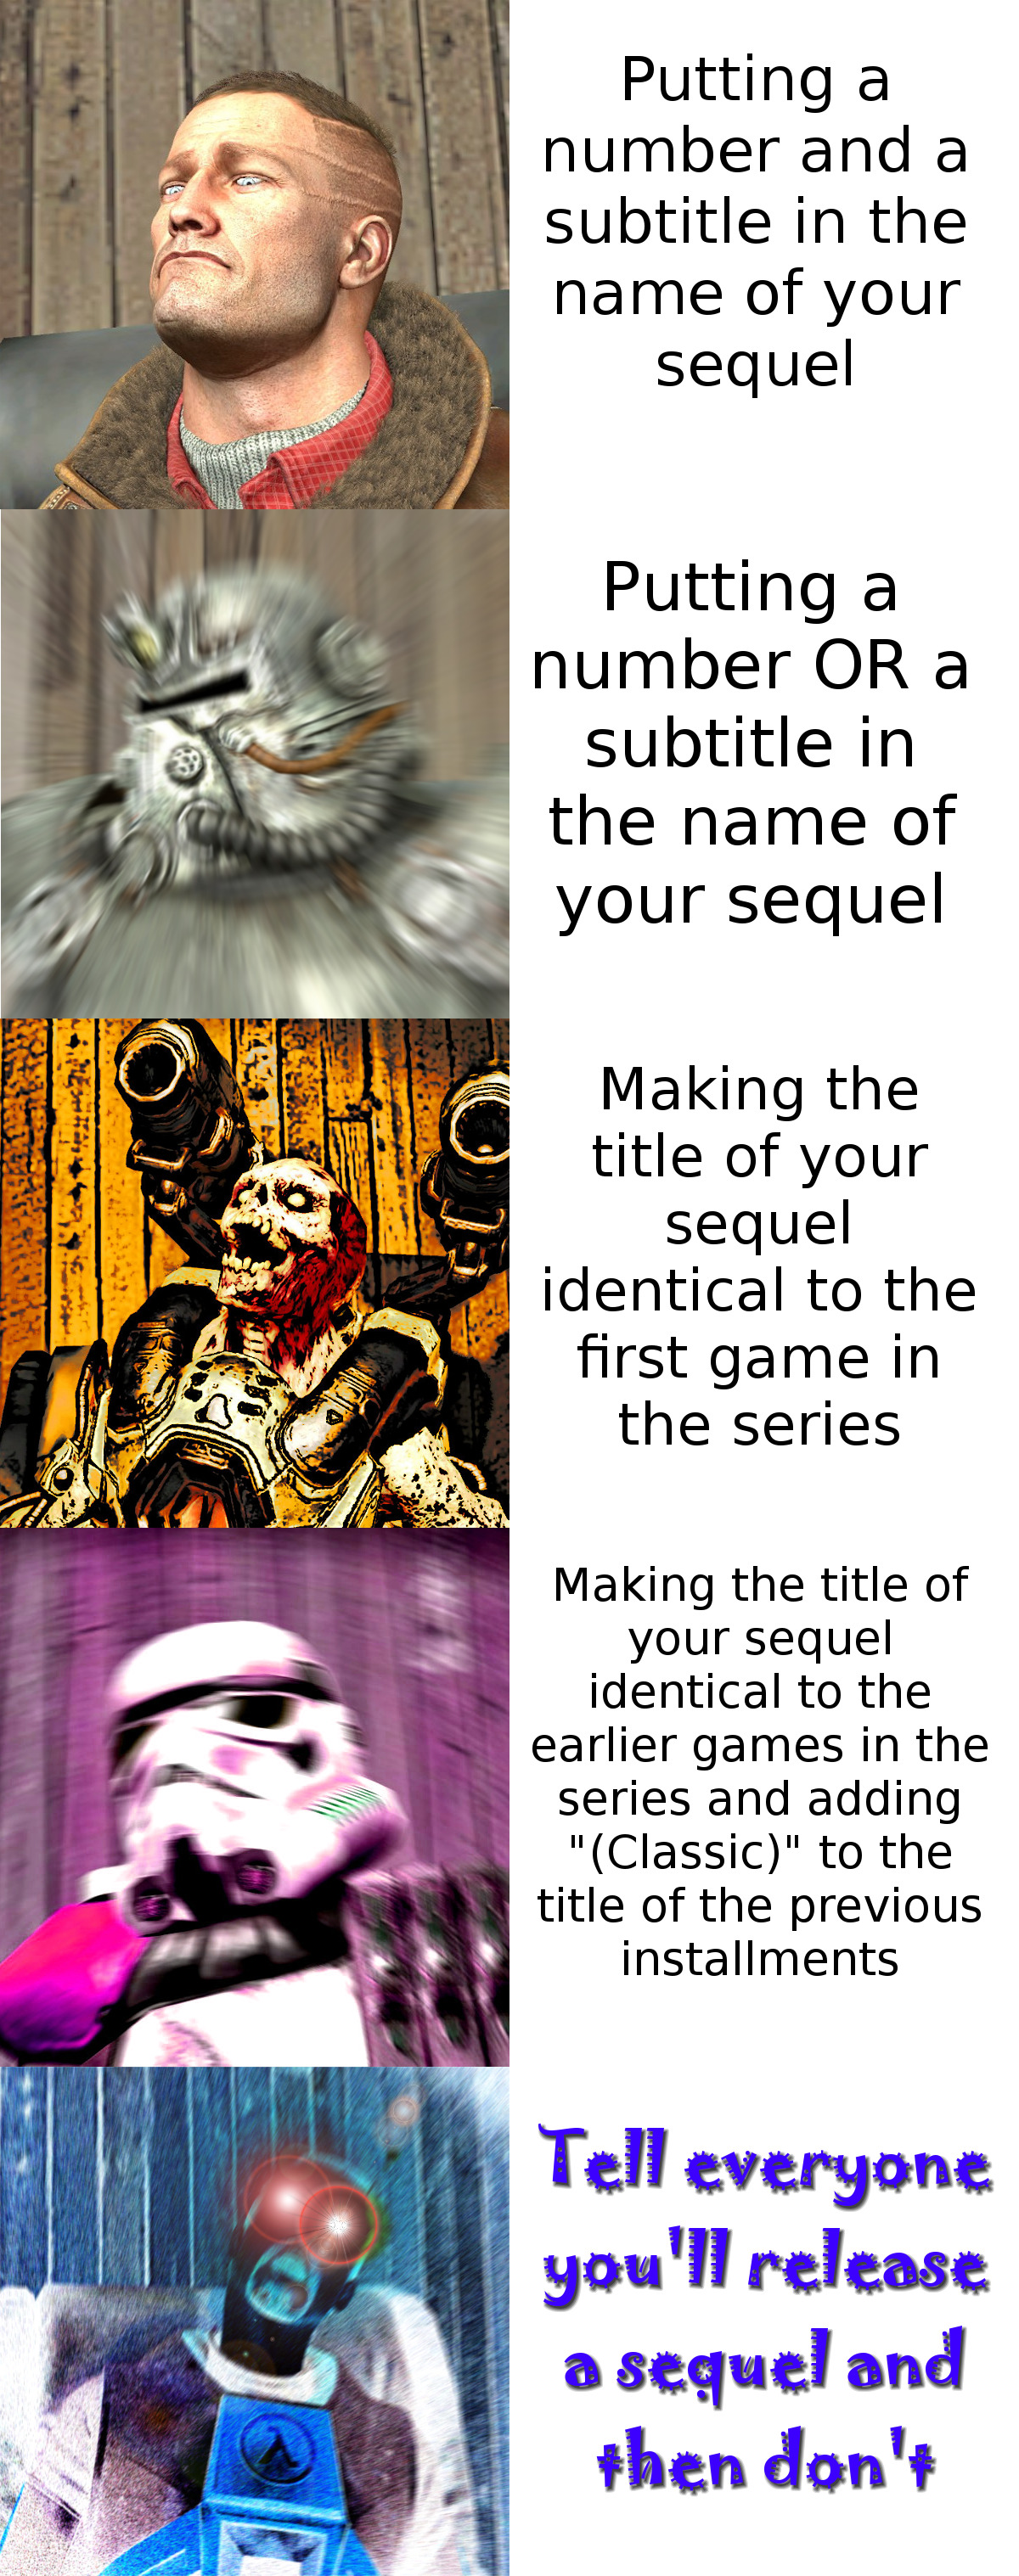 Putting a
number and a
subtitle in the
name of your
sequel
Putting a
number OR a
subtitle in
the name of
your sequel
Making the
title of your
sequel
identical to the
first game in
the series
Making the title of
your sequel
identical to the
earlier games in the
series and adding
"(Classic)" to the
title of the previous
installments
Tell everyone
you'll release
a sequel and
then don't